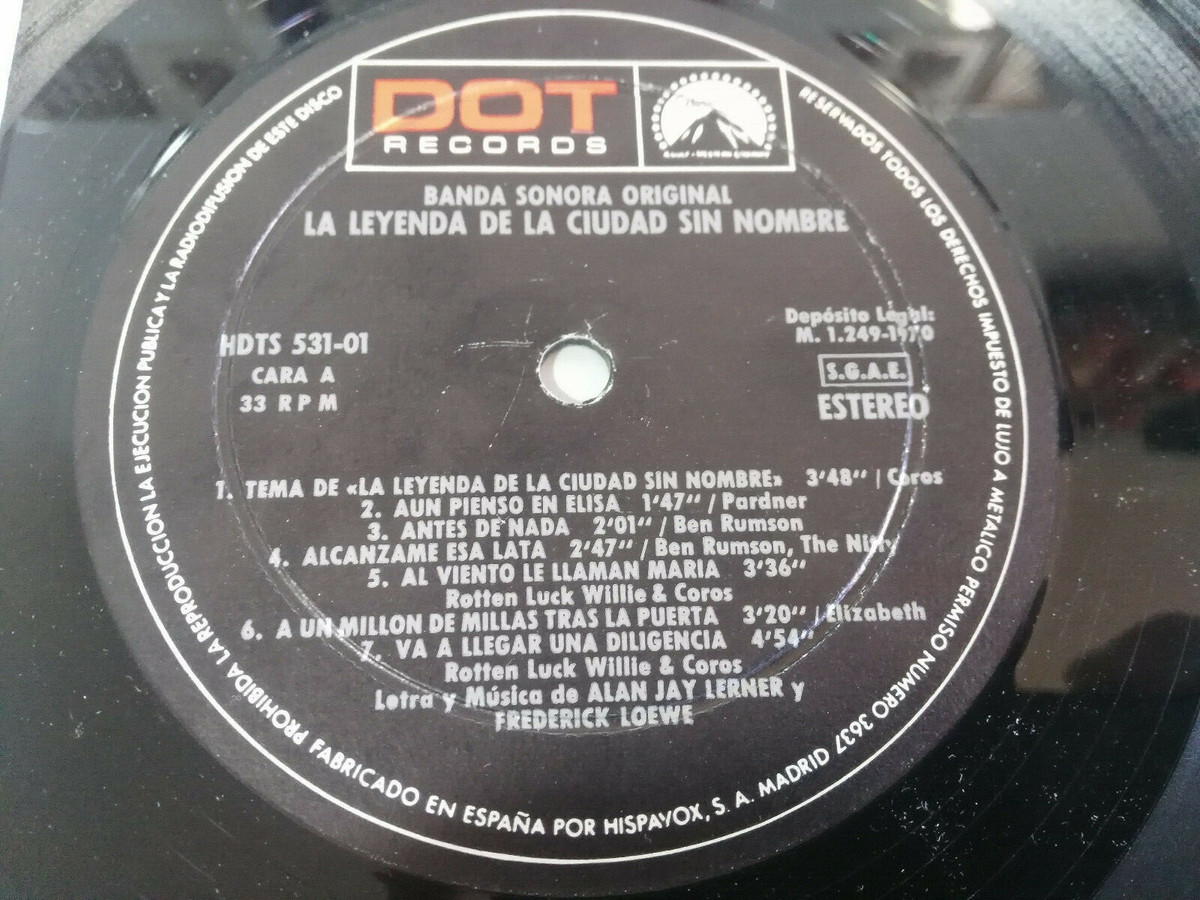 DOT
RECORDS
BANDA SONORA ORIGINAL
LA LEYENDA DE LA CIUDAD SIN NOMBRE
HDTS 531-01
CARA A
33 RPM
Depósito Legal:
M. 1.249-1970
S.G.A.E.
ESTEREO
1. TEMA DE «LA LEYENDA DE LA CIUDAD SIN NOMBRE» 3'48" / Coros
2. AUN PIENSO EN ELISA 1'47" / Pardner
3. ANTES DE NADA 2'01" / Ben Rumson
4. ALCANZAME ESA LATA 2'47" / Ben Rumson, The Nitty
5. AL VIENTO LE LLAMAN MARIA 3'36"
Rotten Luck Willie & Coros
6. A UN MILLON DE MILLAS TRAS LA PUERTA 3'20" / Elizabeth
7. VA A LLEGAR UNA DILIGENCIA 4'54"
Rotten Luck Willie & Coros
Letra y Música de ALAN JAY LERNER y
FREDERICK LOEWE
RESERVADOS TODOS LOS DERECHOS IMPUESTO DE LUJO A METALICO PERMISO NUMERO 3637 MADRID
FABRICADO EN ESPAÑA POR HISPAVOX, S. A.
PROHIBIDA LA REPRODUCCION LA EJECUCION PUBLICA Y LA RADIODIFUSION DE ESTE DISCO